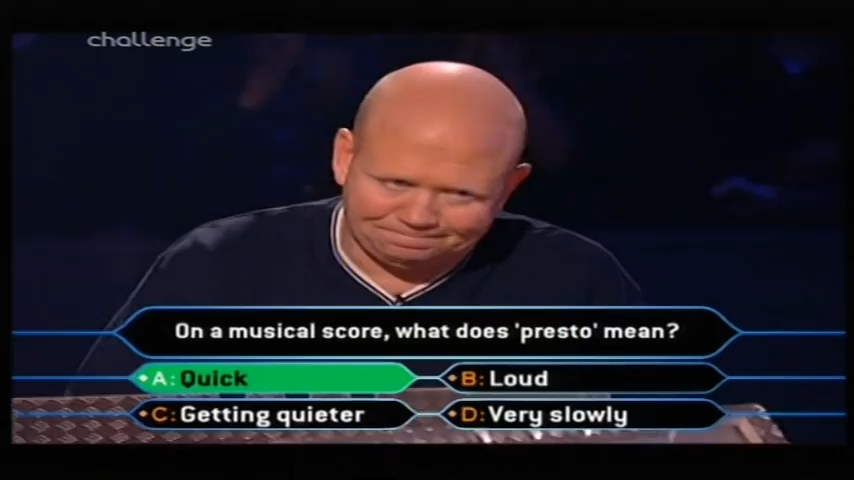 challenge
On a musical score, what does 'presto' mean?
A: Quick
B: Loud
C: Getting quieter
D: Very slowly